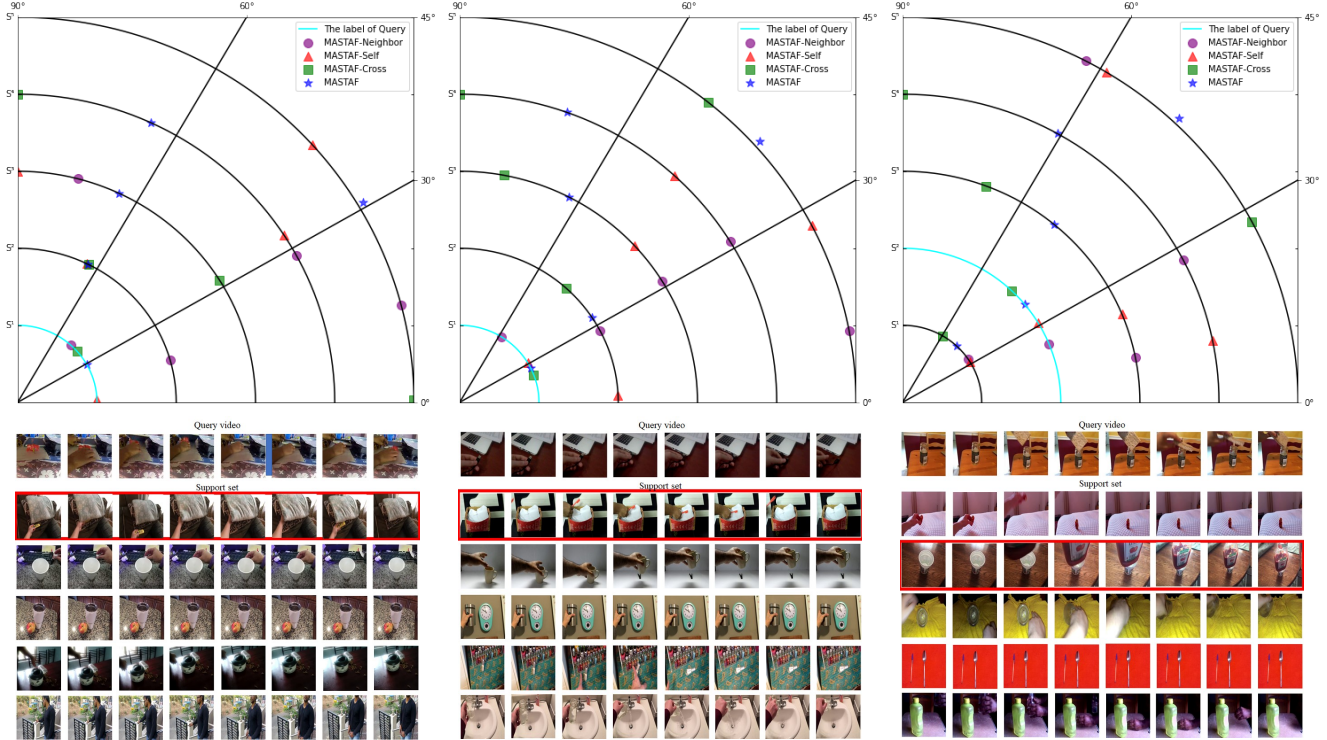 90°
60°
45°
S⁵
The label of Query
MASTAF-Neighbor
MASTAF-Self
MASTAF-Cross
MASTAF
S⁴
S³
30°
S²
S¹
0°
90°
60°
45°
S⁵
The label of Query
MASTAF-Neighbor
MASTAF-Self
MASTAF-Cross
MASTAF
S⁴
S³
30°
S²
S¹
0°
90°
60°
45°
S⁵
The label of Query
MASTAF-Neighbor
MASTAF-Self
MASTAF-Cross
MASTAF
S⁴
S³
30°
S²
S¹
0°
Query video
Support set
Query video
Support set
Query video
Support set